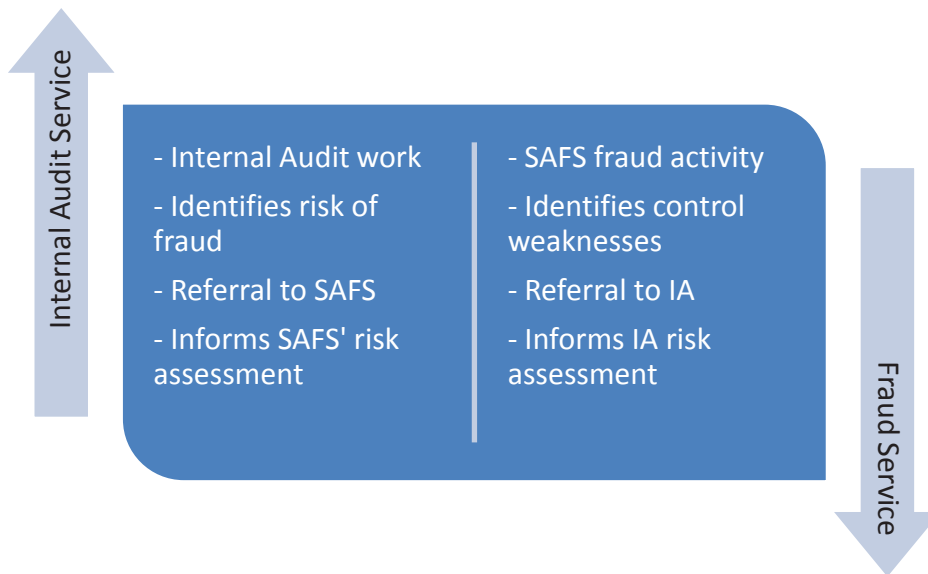 Internal Audit Service
- Internal Audit work
- Identifies risk of
fraud
- Referral to SAFS
- Informs SAFS' risk
assessment
- SAFS fraud activity
- Identifies control
weaknesses
- Referral to IA
- Informs IA risk
assessment
Fraud Service